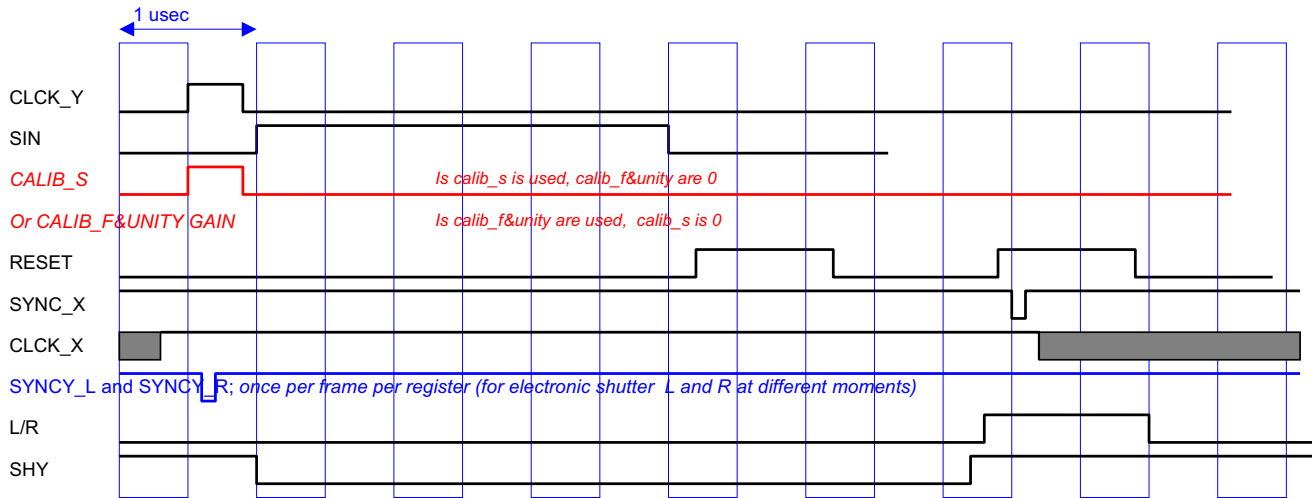 1 usec
CLCK_Y
SIN
CALIB_S Is calib_s is used, calib_f&unity are 0
Or CALIB_F&UNITY GAIN Is calib_f&unity are used, calib_s is 0
RESET
SYNC_X
CLCK_X
SYNCY_L and SYNCY_R; once per frame per register (for electronic shutter L and R at different moments)
L/R
SHY